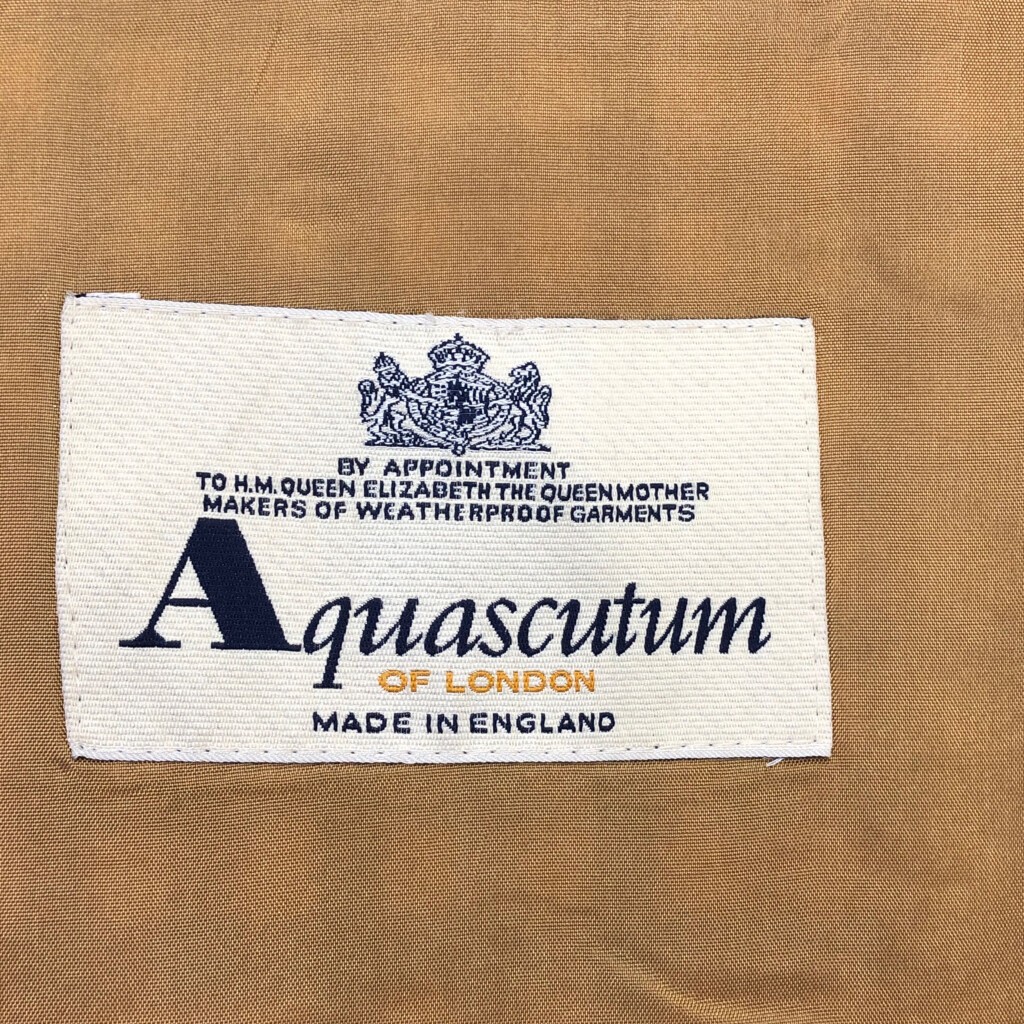 BY APPOINTMENT
TO H.M. QUEEN ELIZABETH THE QUEEN MOTHER
MAKERS OF WEATHERPROOF GARMENTS
Aquascutum
OF LONDON
MADE IN ENGLAND